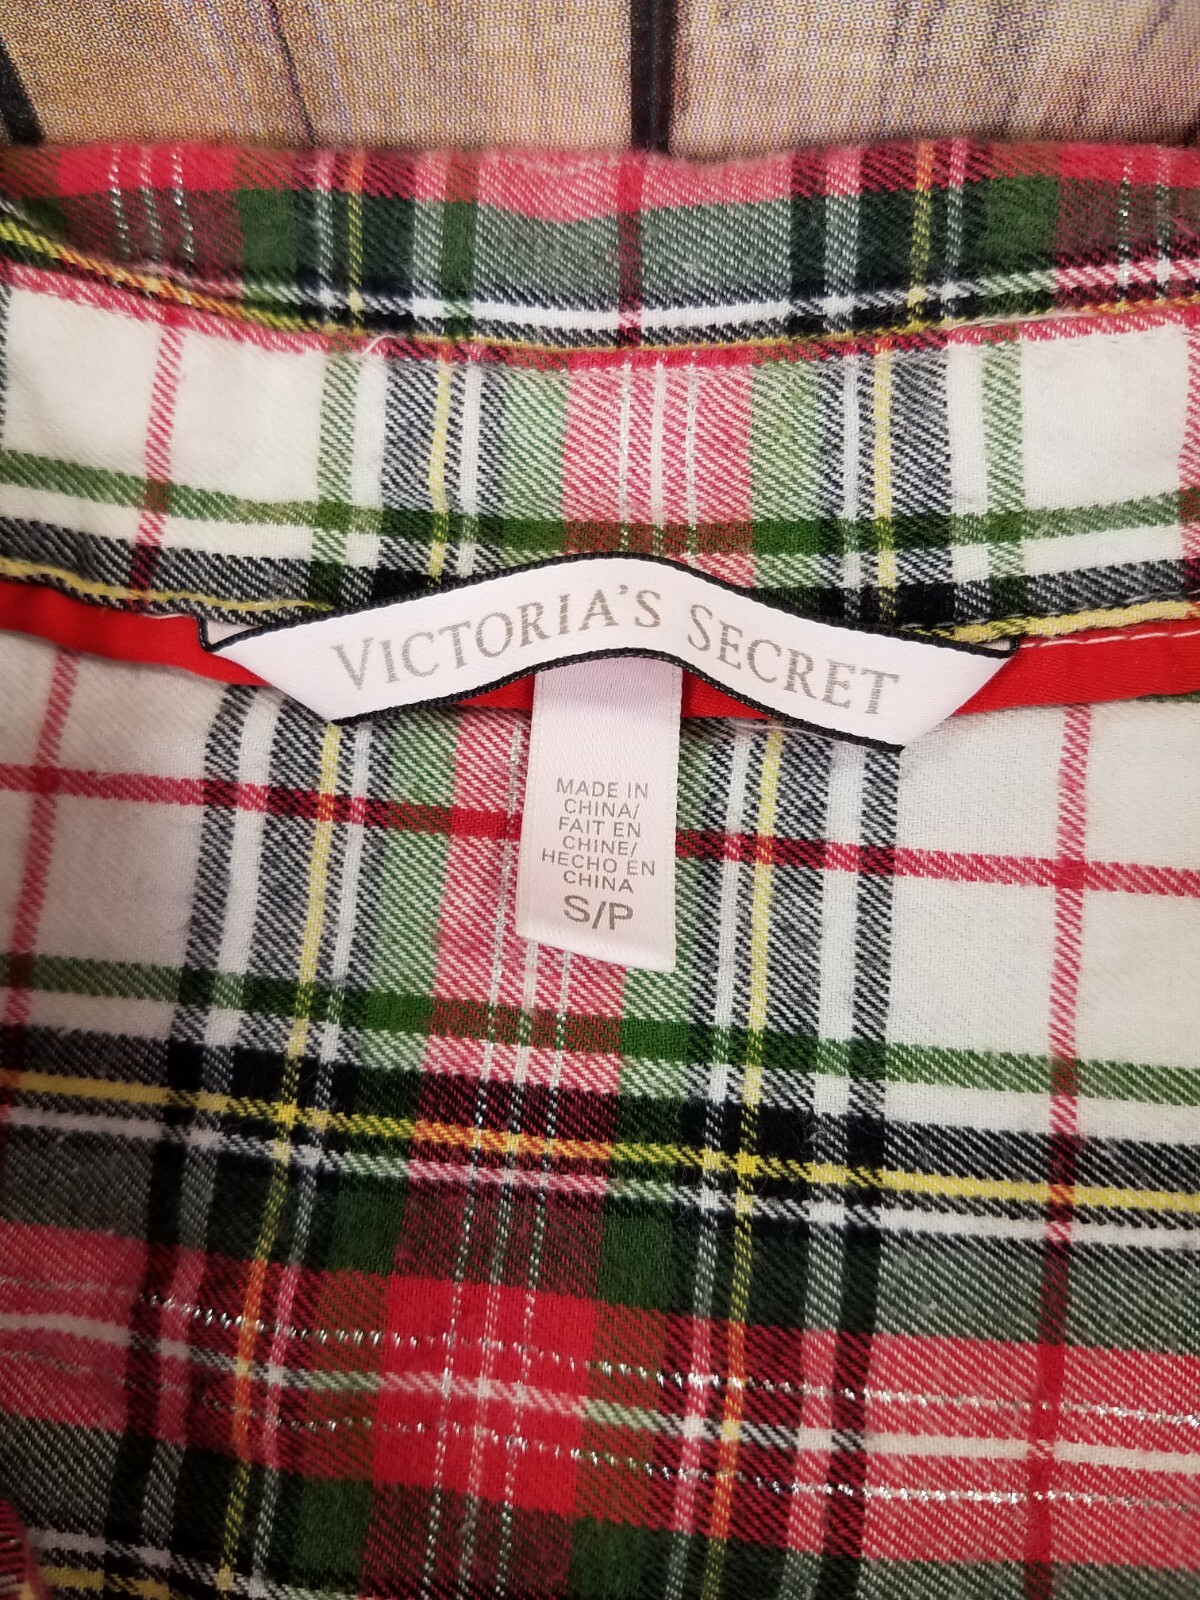 VICTORIA'S SECRET
MADE IN
CHINA/
FAIT EN
CHINE/
HECHO EN
CHINA
S/P